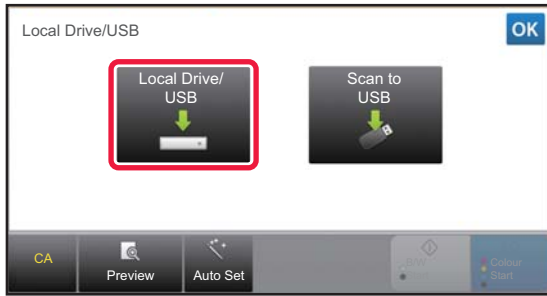 Local Drive/USB
OK
Local Drive/
USB
Scan to
USB
CA
Preview
Auto Set
B/W
Start
Colour
Start